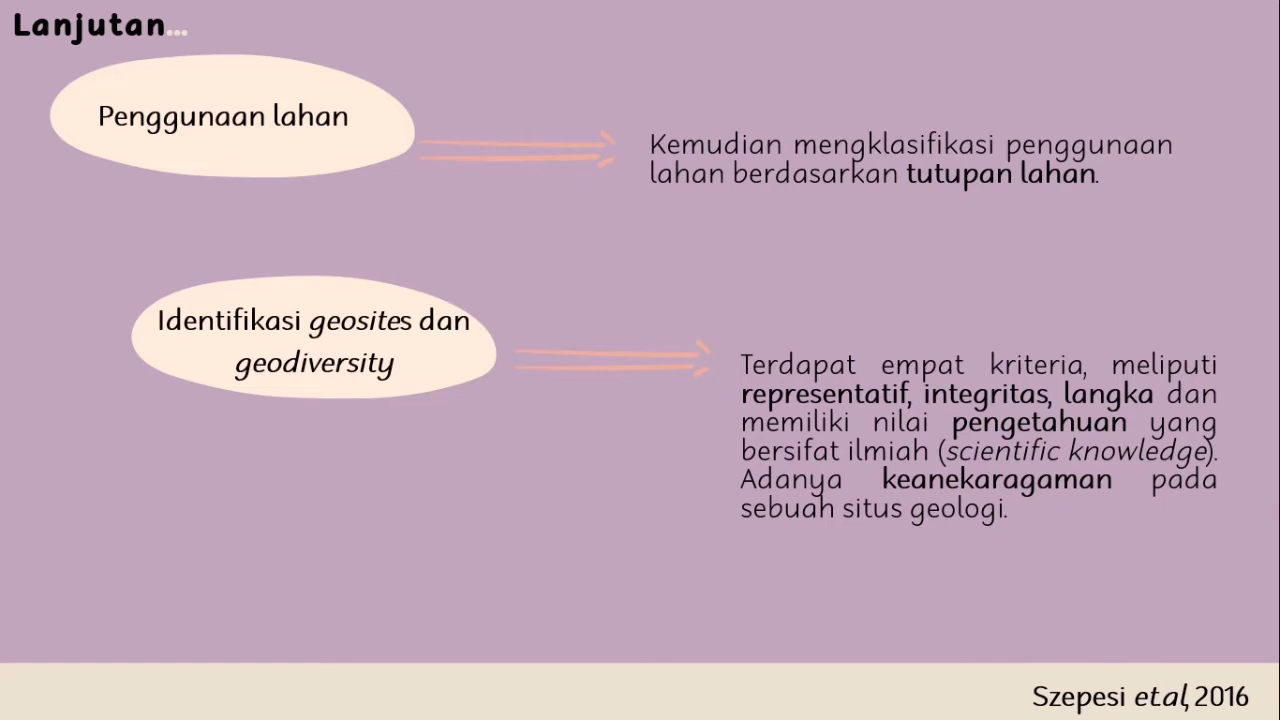 Lanjutan...
Penggunaan lahan
Kemudian mengklasifikasi penggunaan
lahan berdasarkan tutupan lahan.
Identifikasi geosites dan
geodiversity
Terdapat empat kriteria, meliputi
representatif, integritas, langka dan
memiliki nilai pengetahuan yang
bersifat ilmiah (scientific knowledge).
Adanya keanekaragaman pada
sebuah situs geologi.
Szepesi et.al, 2016